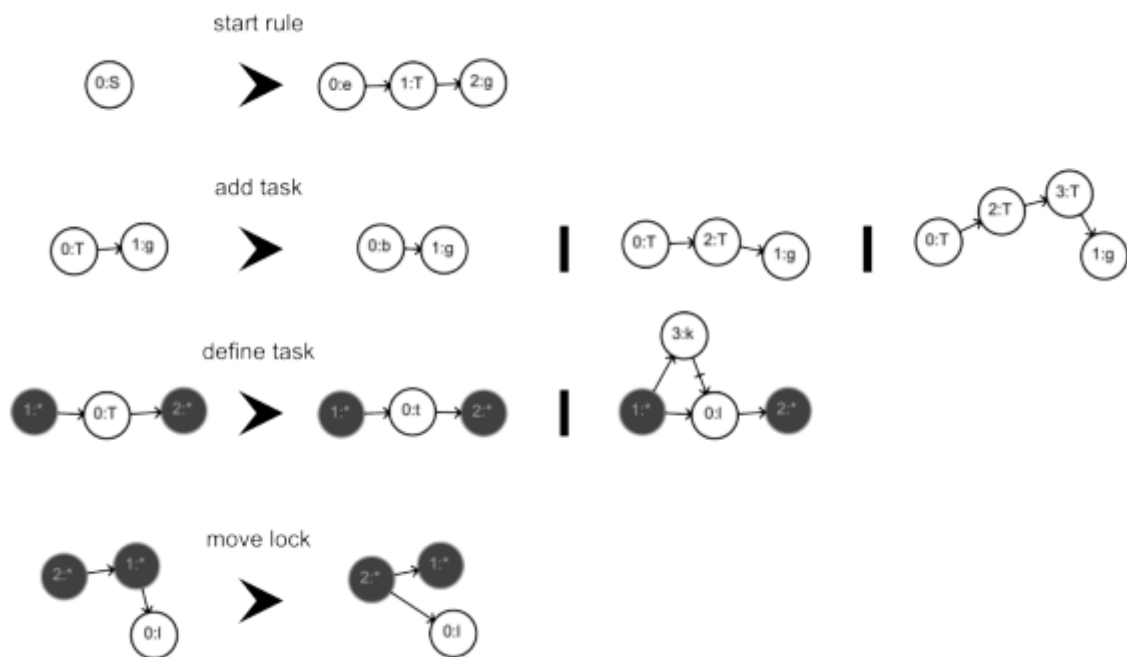 start rule
0:S 0:e 1:T 2:g
add task
0:T 1:g 0:b 1:g 0:T 2:T 1:g 0:T 2:T 3:T 1:g
define task
1:* 0:T 2:* 1:* 0:t 2:* 3:k 1:* 0:l 2:*
move lock
2:* 1:* 0:l 2:* 1:* 0:l